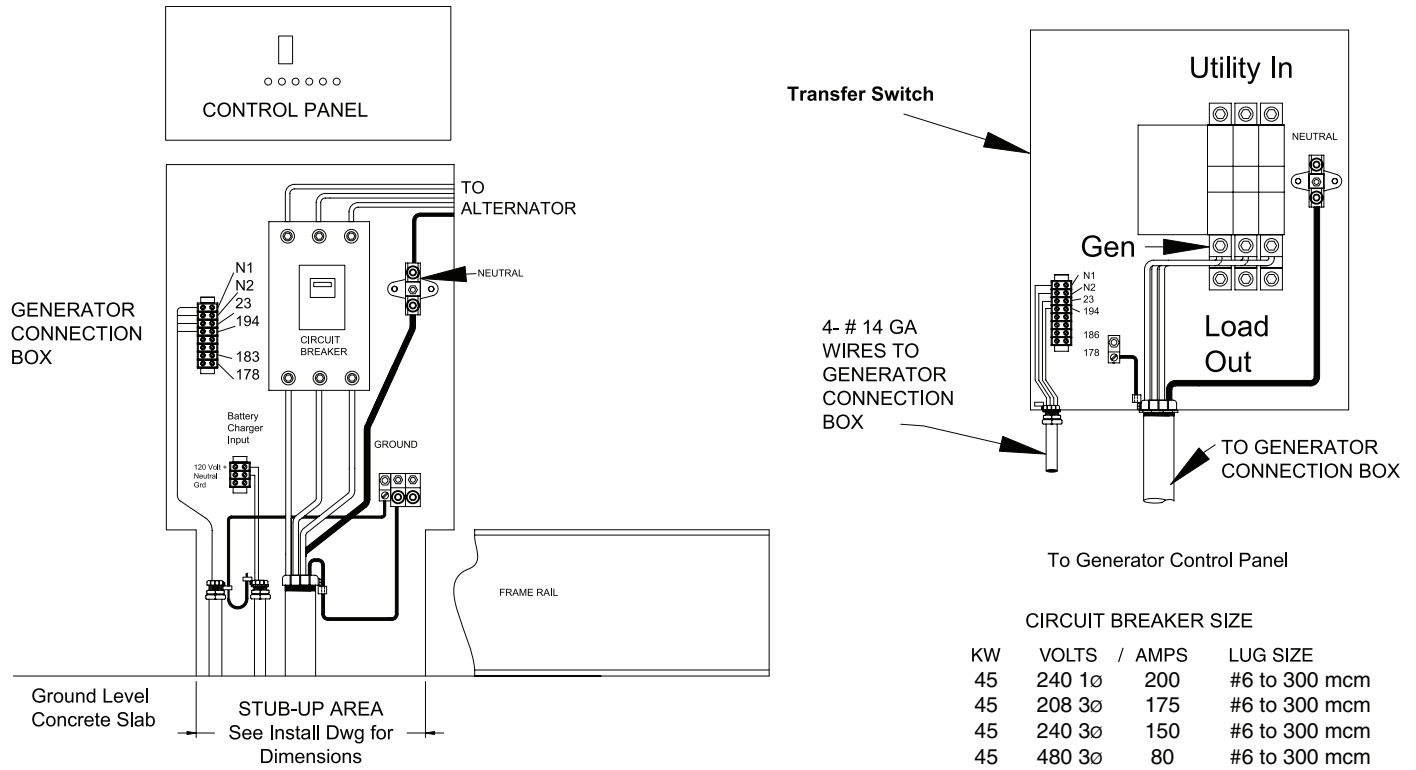 CONTROL PANEL
TO
ALTERNATOR
NEUTRAL
GENERATOR
CONNECTION
BOX
N1
N2
23
194
183
178
CIRCUIT
BREAKER
Battery
Charger
Input
120 Volt +
Neutral
Grd
GROUND
FRAME RAIL
Ground Level
Concrete Slab
STUB-UP AREA
See Install Dwg for
Dimensions
Transfer Switch
Utility In
NEUTRAL
Gen
N1
N2
23
194
186
178
Load
Out
4- # 14 GA
WIRES TO
GENERATOR
CONNECTION
BOX
TO GENERATOR
CONNECTION BOX
To Generator Control Panel
CIRCUIT BREAKER SIZE
KW VOLTS / AMPS LUG SIZE
45 240 1Ø 200 #6 to 300 mcm
45 208 3Ø 175 #6 to 300 mcm
45 240 3Ø 150 #6 to 300 mcm
45 480 3Ø 80 #6 to 300 mcm